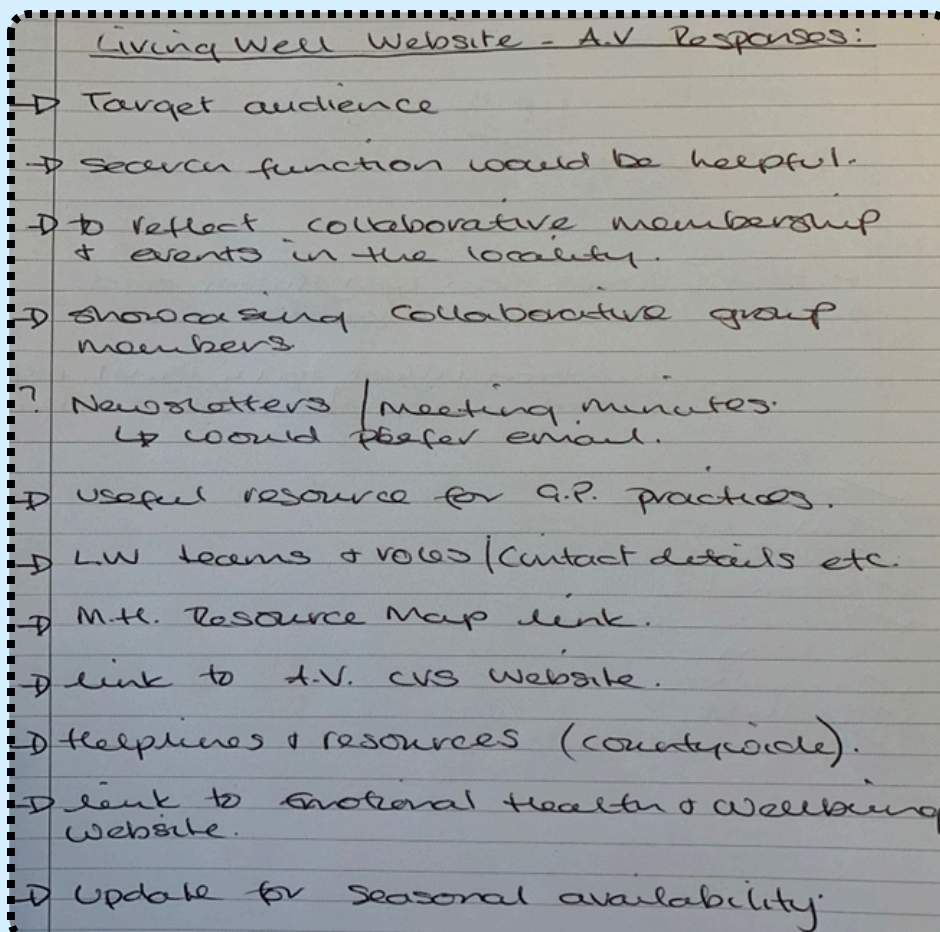 Living Well Website - A.V Responses:
→ Target audience
→ search function would be helpful.
→ to reflect collaborative membership
+ events in the locality.
→ showcasing collaborative group
members.
? Newsletters / meeting minutes.
↳ would prefer email.
→ useful resource for G.P. practices.
→ L.W teams + roles / contact details etc.
→ M.H. Resource Map link.
→ link to A.V. CVS website.
→ Helplines + resources (countywide).
→ link to Emotional Health + Wellbeing
website.
→ Update for seasonal availability.